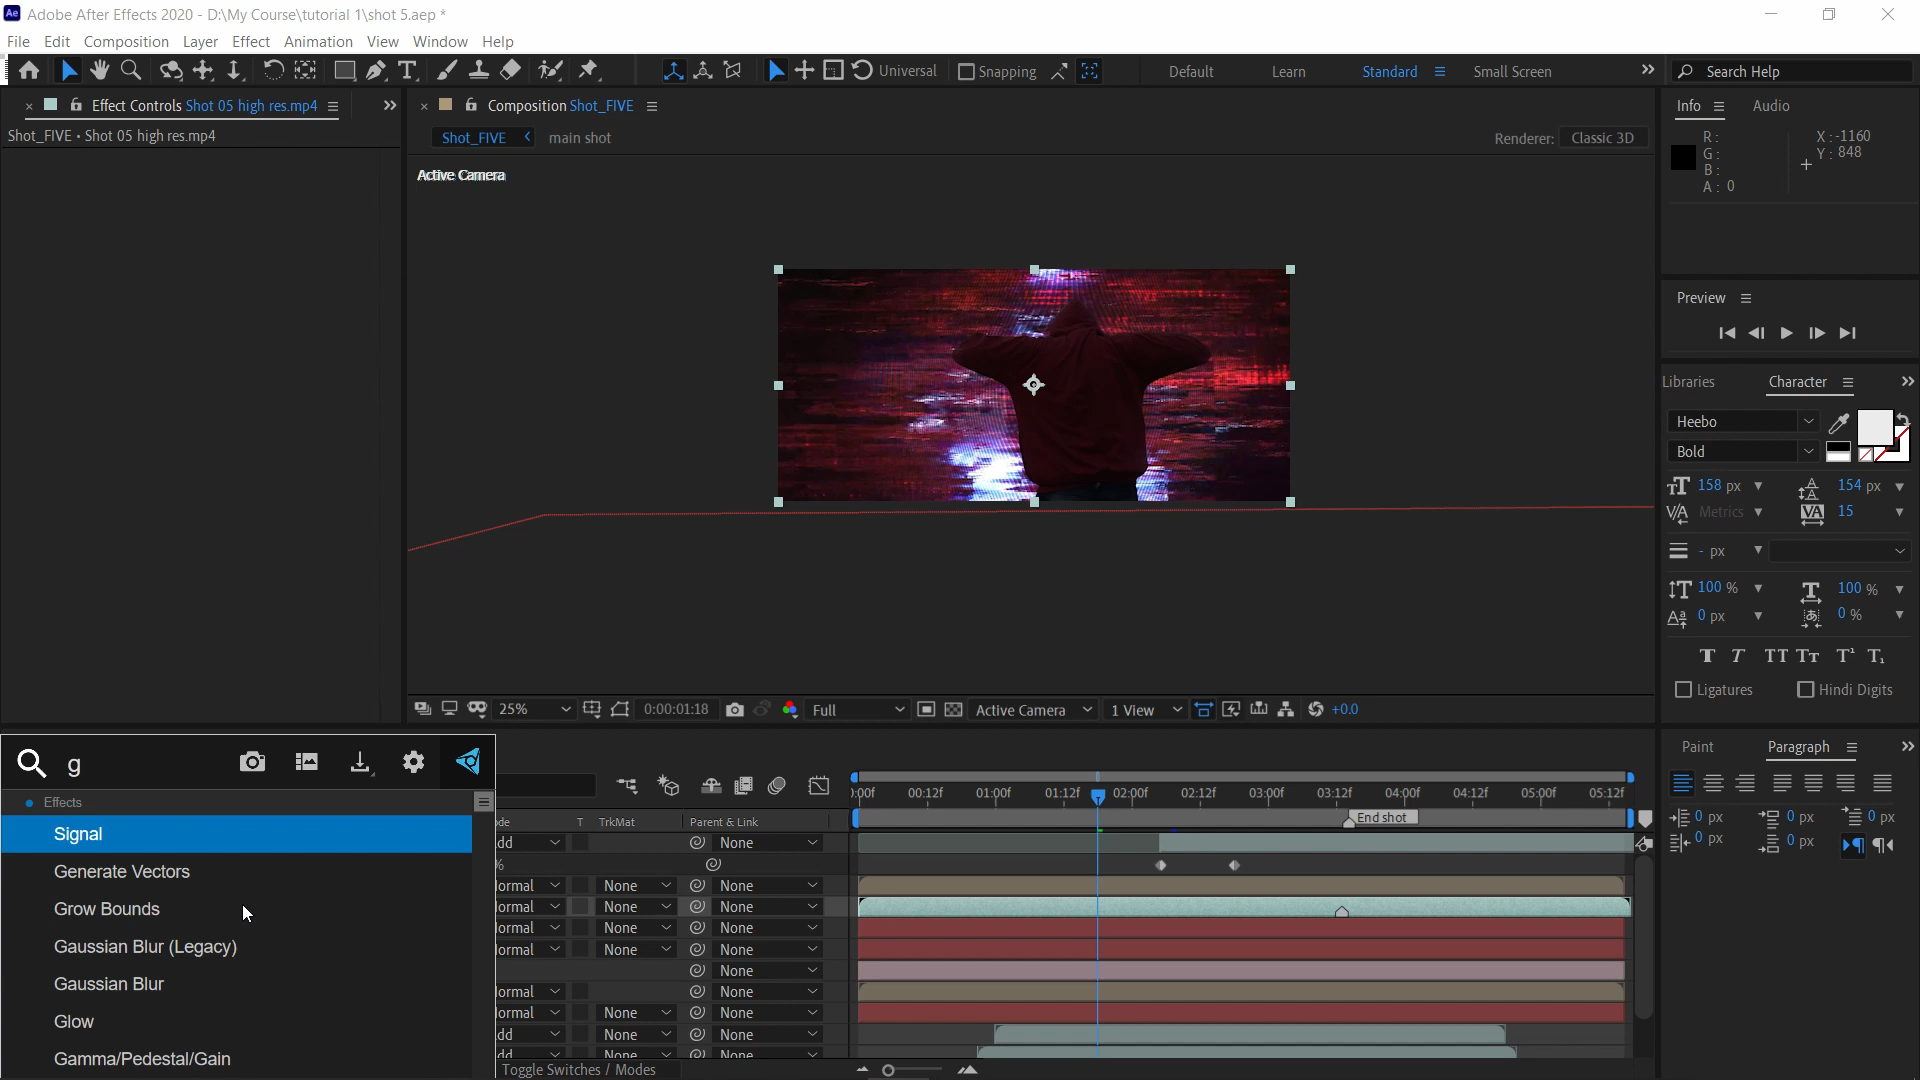 Ae Adobe After Effects 2020 - D:\My Course\tutorial 1\shot 5.aep *
File Edit Composition Layer Effect Animation View Window Help
Universal Snapping Default Learn Standard Small Screen Search Help
Effect Controls Shot 05 high res.mp4
Shot_FIVE • Shot 05 high res.mp4
Composition Shot_FIVE
Shot_FIVE main shot
Renderer: Classic 3D
Active Camera
Info Audio
R:
G:
B:
A: 0
X :-1160
Y : 848
Preview
Libraries Character
Heebo
Bold
158 px 154 px
Metrics 15
- px
100 % 100 %
0 px 0 %
Ligatures Hindi Digits
25% 0:00:01:18 Full Active Camera 1 View +0.0
g
Effects
Signal
Generate Vectors
Grow Bounds
Gaussian Blur (Legacy)
Gaussian Blur
Glow
Gamma/Pedestal/Gain
):00f 00:12f 01:00f 01:12f 02:00f 02:12f 03:00f 03:12f 04:00f 04:12f 05:00f 05:12f
End shot
ode T TrkMat Parent & Link
dd None
%
ormal None None
ormal None None
ormal None None
ormal None None
None
ormal None
ormal None None
dd None None
dd None None
Toggle Switches / Modes
Paint Paragraph
0 px 0 px 0 px
0 px 0 px